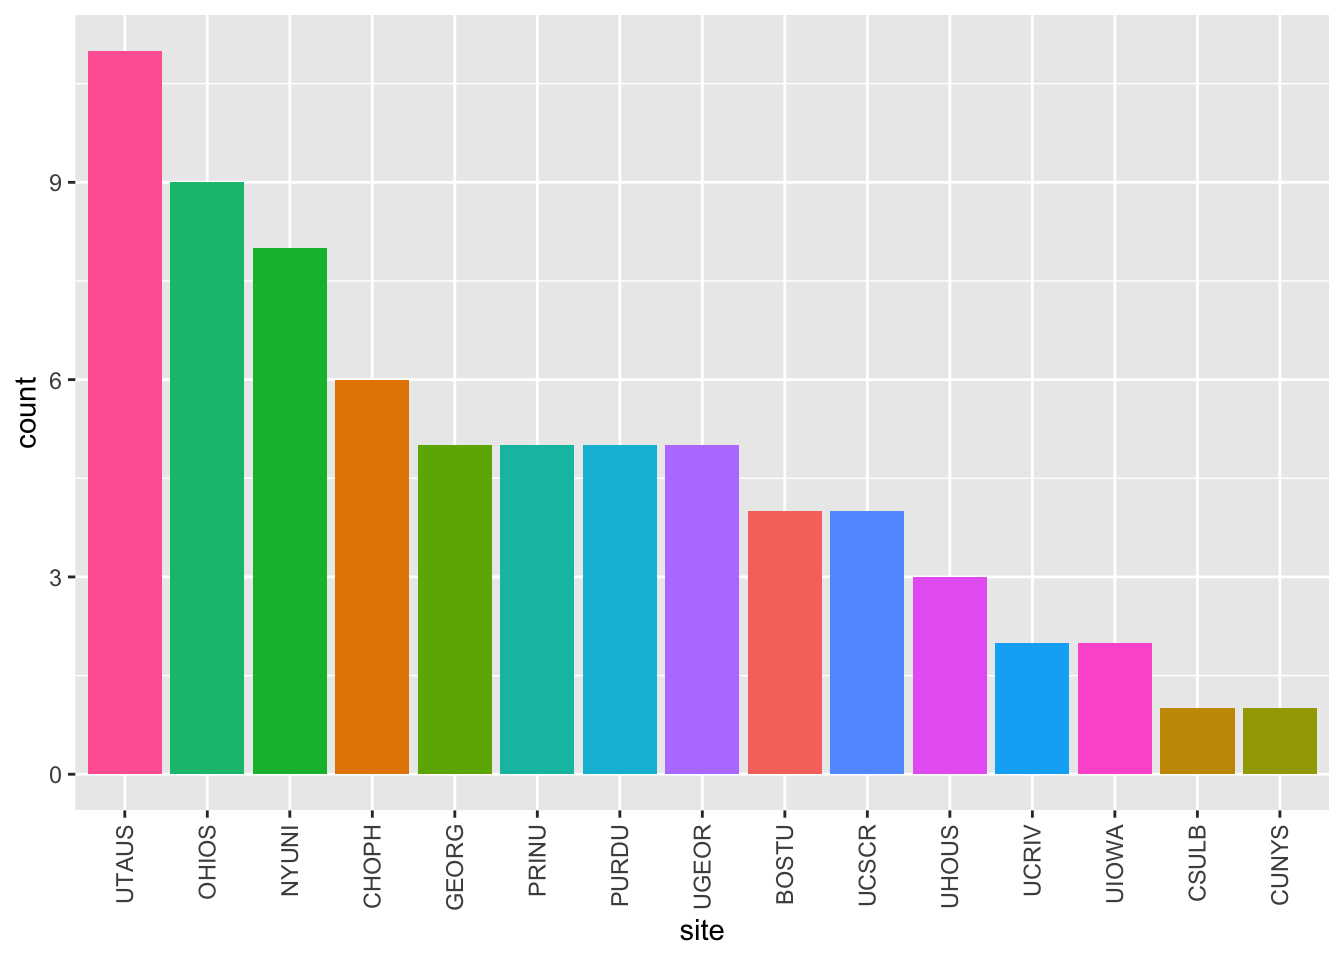 count
9
6
3
0
UTAUS
OHIOS
NYUNI
CHOPH
GEORG
PRINU
PURDU
UGEOR
BOSTU
UCSCR
UHOUS
UCRIV
UIOWA
CSULB
CUNYS
site